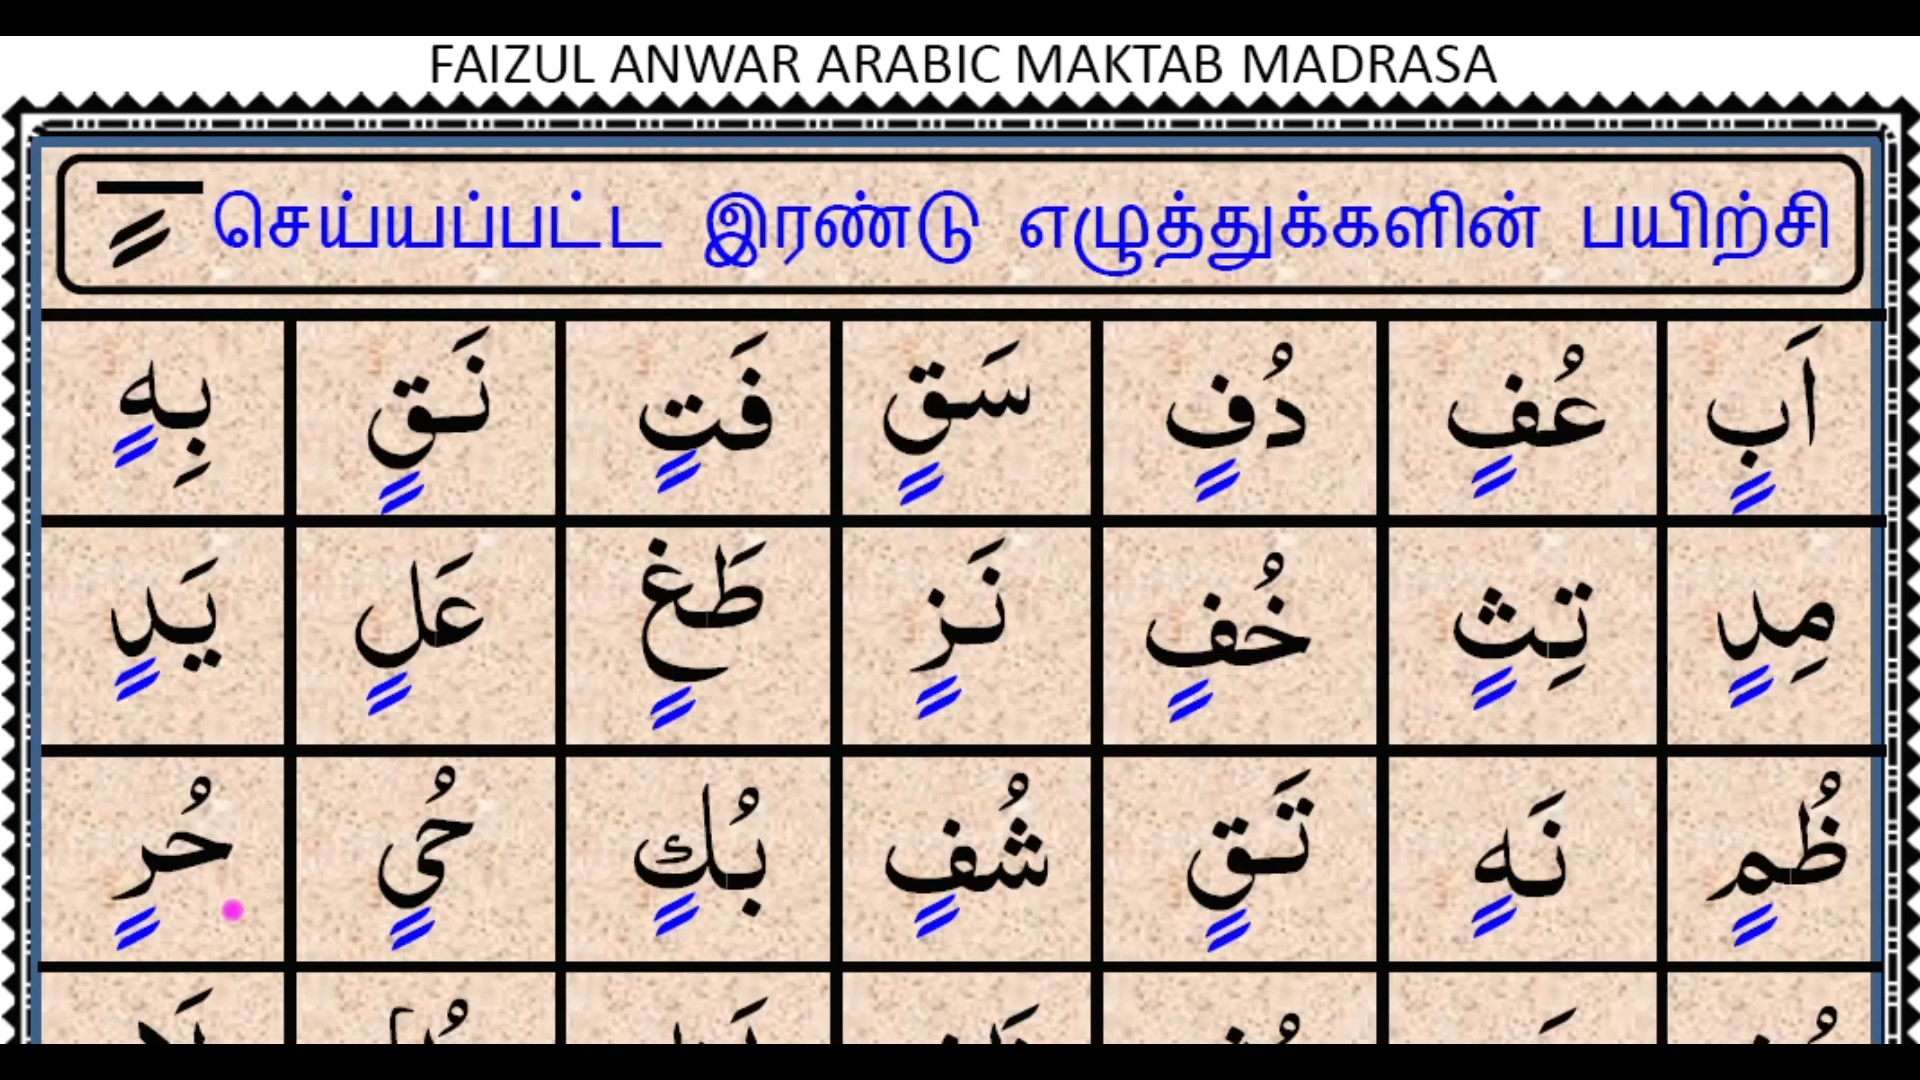 FAIZUL ANWAR ARABIC MAKTAB MADRASA
ـٍ செய்யப்பட்ட இரண்டு எழுத்துக்களின் பயிற்சி
اَبٍ عُفٍ دُفٍ سَقٍ فَتٍ نَقٍ بِهٍ
مِدٍ تِثٍ خُفٍ نَزٍ طَغٍ عَلٍ يَدٍ
ظُمٍ نَهٍ تَقٍ شُفٍ بُكٍ حُیٍ حُرٍ